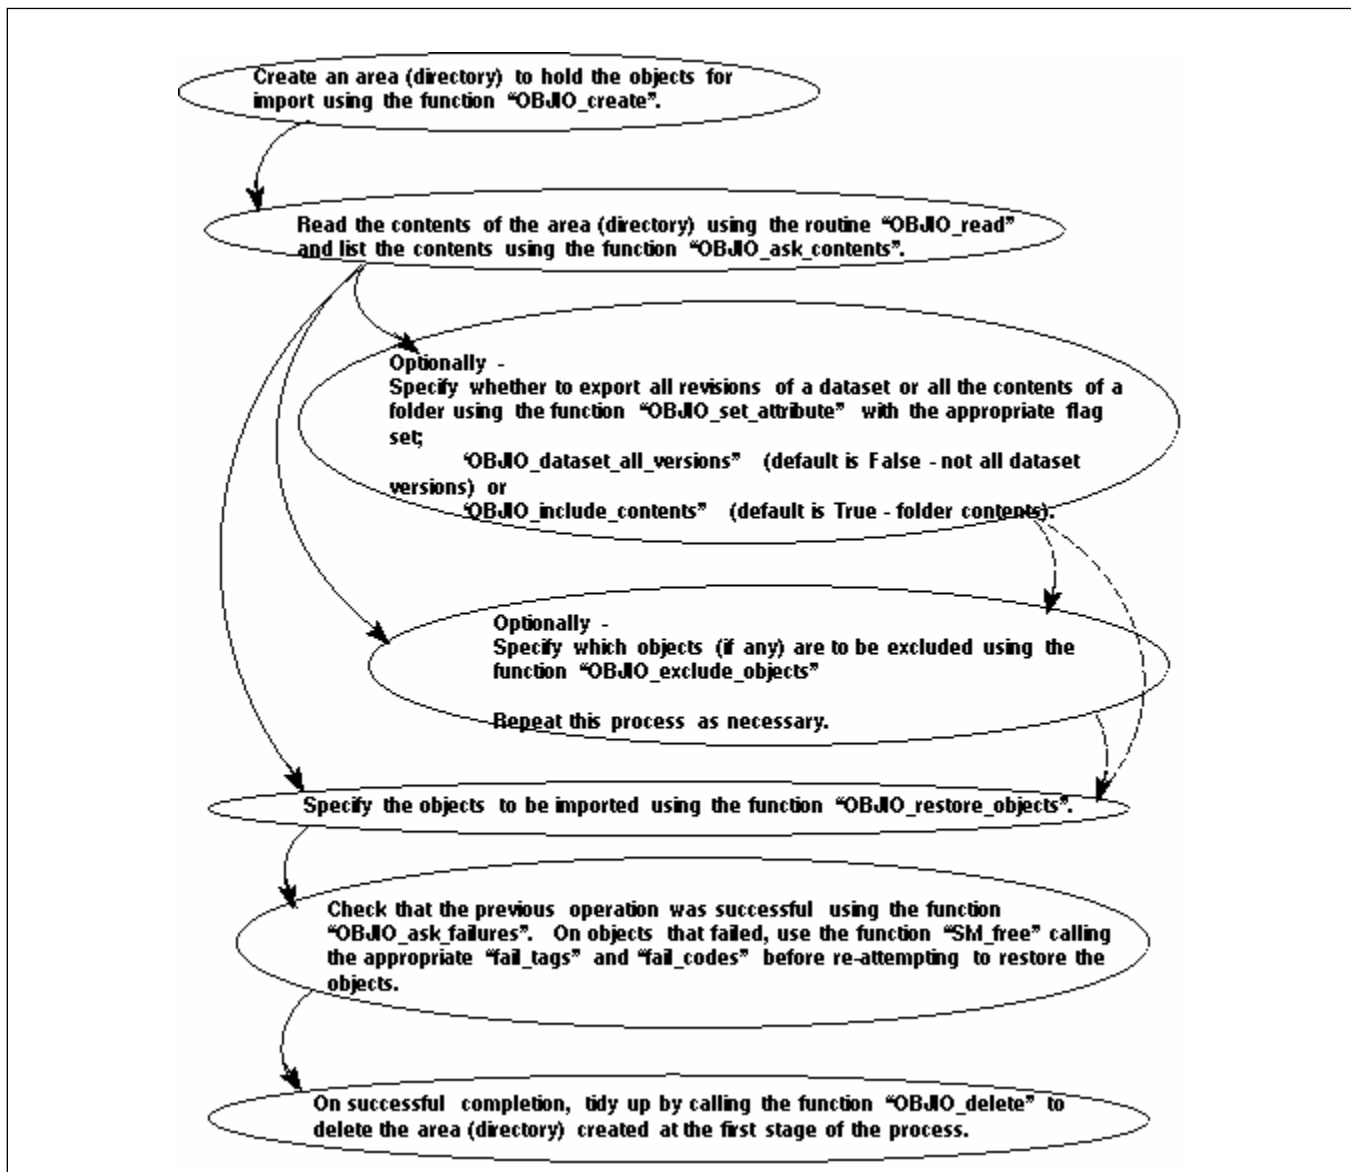 Create an area (directory) to hold the objects for
import using the function “OBJIO_create”.
Read the contents of the area (directory) using the routine “OBJIO_read”
and list the contents using the function “OBJIO_ask_contents”.
Optionally -
Specify whether to export all revisions of a dataset or all the contents of a
folder using the function “OBJIO_set_attribute” with the appropriate flag
set;
‘OBJIO_dataset_all_versions” (default is False - not all dataset
versions) or
‘OBJIO_include_contents” (default is True - folder contents).
Optionally -
Specify which objects (if any) are to be excluded using the
function “OBJIO_exclude_objects”
Repeat this process as necessary.
Specify the objects to be imported using the function “OBJIO_restore_objects”.
Check that the previous operation was successful using the function
“OBJIO_ask_failures”. On objects that failed, use the function “SM_free” calling
the appropriate “fail_tags” and “fail_codes” before re-attempting to restore the
objects.
On successful completion, tidy up by calling the function “OBJIO_delete” to
delete the area (directory) created at the first stage of the process.